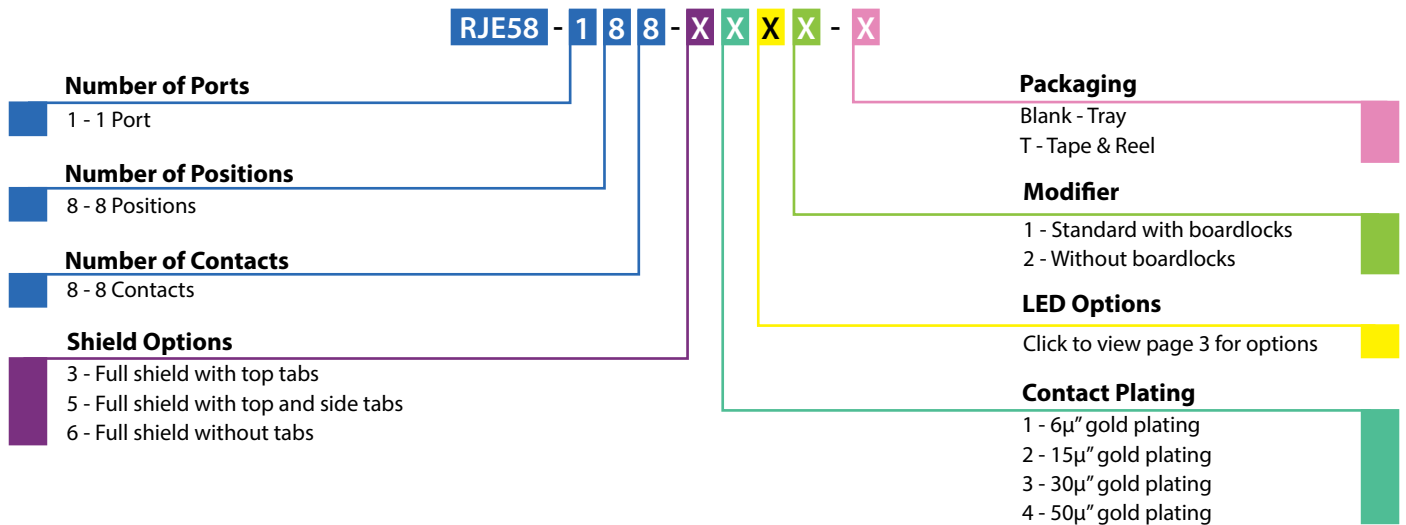 RJE58 - 1 8 8 - X X X X - X
Number of Ports
1 - 1 Port
Number of Positions
8 - 8 Positions
Number of Contacts
8 - 8 Contacts
Shield Options
3 - Full shield with top tabs
5 - Full shield with top and side tabs
6 - Full shield without tabs
Packaging
Blank - Tray
T - Tape & Reel
Modifier
1 - Standard with boardlocks
2 - Without boardlocks
LED Options
Click to view page 3 for options
Contact Plating
1 - 6µ” gold plating
2 - 15µ” gold plating
3 - 30µ” gold plating
4 - 50µ” gold plating